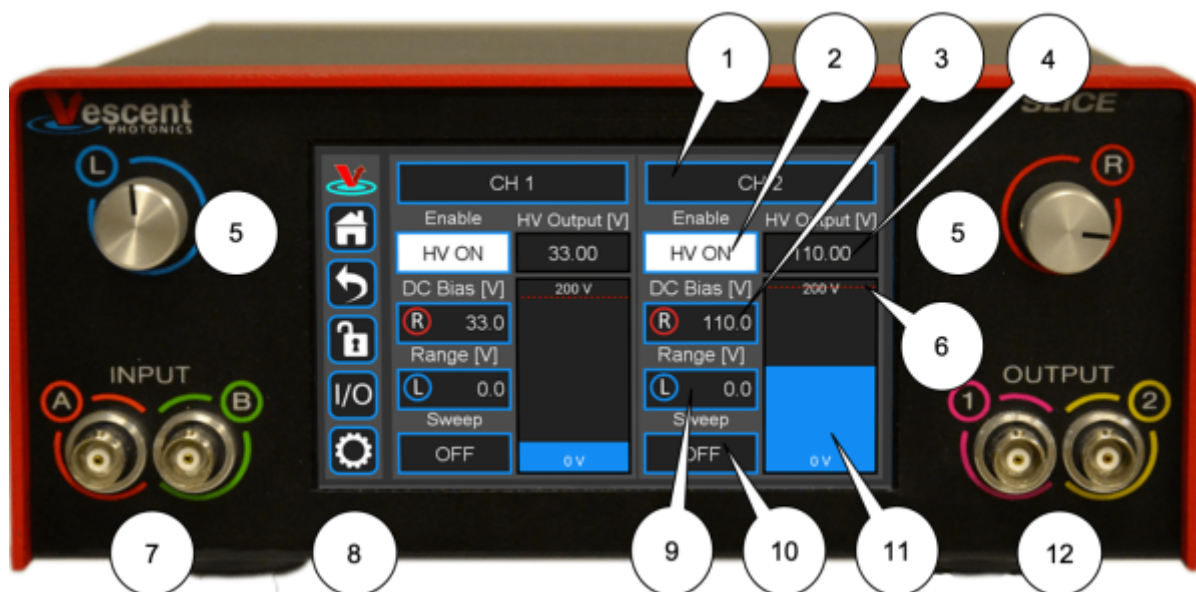 1
2
3
4
Vescent
PHOTONICS
SLICE
L
R
CH 1
CH 2
Enable
HV Output [V]
Enable
HV Output [V]
5
HV ON
33.00
HV ON
110.00
5
DC Bias [V]
200 V
DC Bias [V]
200 V
R
33.0
R
110.0
6
Range [V]
Range [V]
INPUT
OUTPUT
A
B
I/O
L
0.0
L
0.0
1
2
Sweep
Sweep
OFF
0 V
OFF
0 V
7
8
9
10
11
12